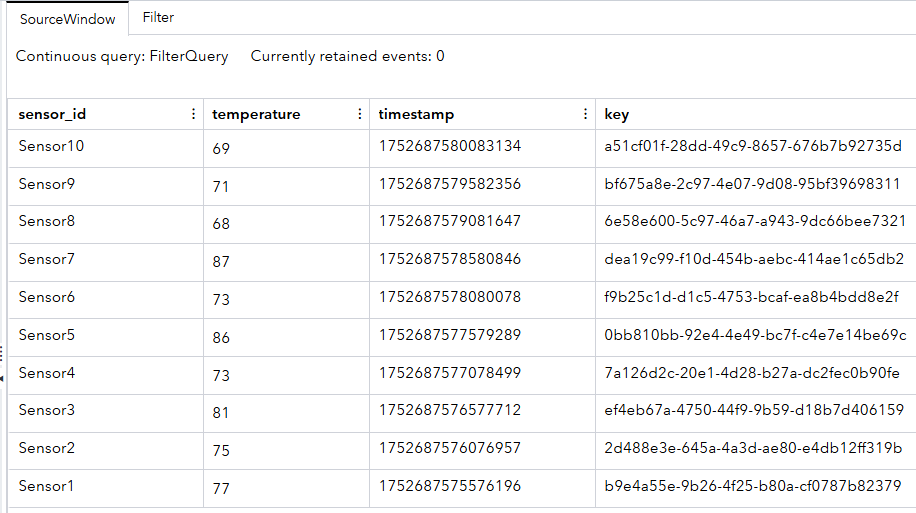 SourceWindow Filter
Continuous query: FilterQuery Currently retained events: 0
sensor_id temperature timestamp key
Sensor10 69 1752687580083134 a51cf01f-28dd-49c9-8657-676b7b92735d
Sensor9 71 1752687579582356 bf675a8e-2c97-4e07-9d08-95bf39698311
Sensor8 68 1752687579081647 6e58e600-5c97-46a7-a943-9dc66bee7321
Sensor7 87 1752687578580846 dea19c99-f10d-454b-aebc-414ae1c65db2
Sensor6 73 1752687578080078 f9b25c1d-d1c5-4753-bcaf-ea8b4bdd8e2f
Sensor5 86 1752687577579289 0bb810bb-92e4-4e49-bc7f-c4e7e14be69c
Sensor4 73 1752687577078499 7a126d2c-20e1-4d28-b27a-dc2fec0b90fe
Sensor3 81 1752687576577712 ef4eb67a-4750-44f9-9b59-d18b7d406159
Sensor2 75 1752687576076957 2d488e3e-645a-4a3d-ae80-e4db12ff319b
Sensor1 77 1752687575576196 b9e4a55e-9b26-4f25-b80a-cf0787b82379